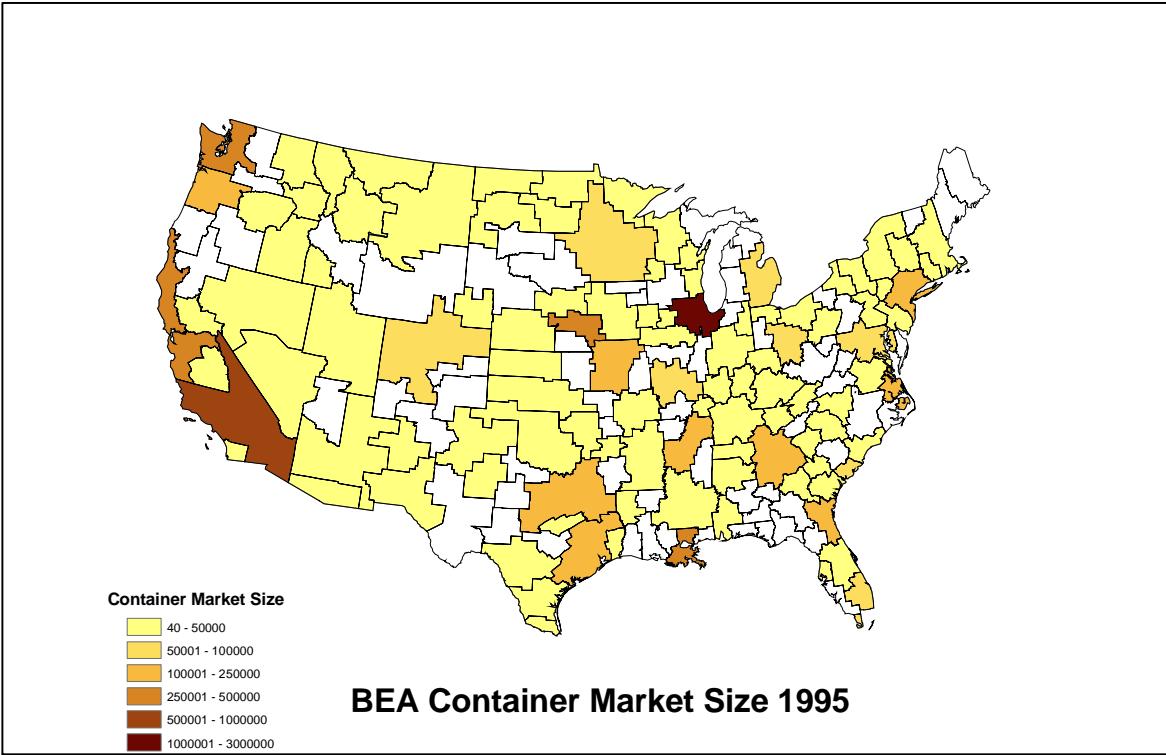 Container Market Size
40 - 50000
50001 - 100000
100001 - 250000
250001 - 500000
500001 - 1000000
1000001 - 3000000
BEA Container Market Size 1995